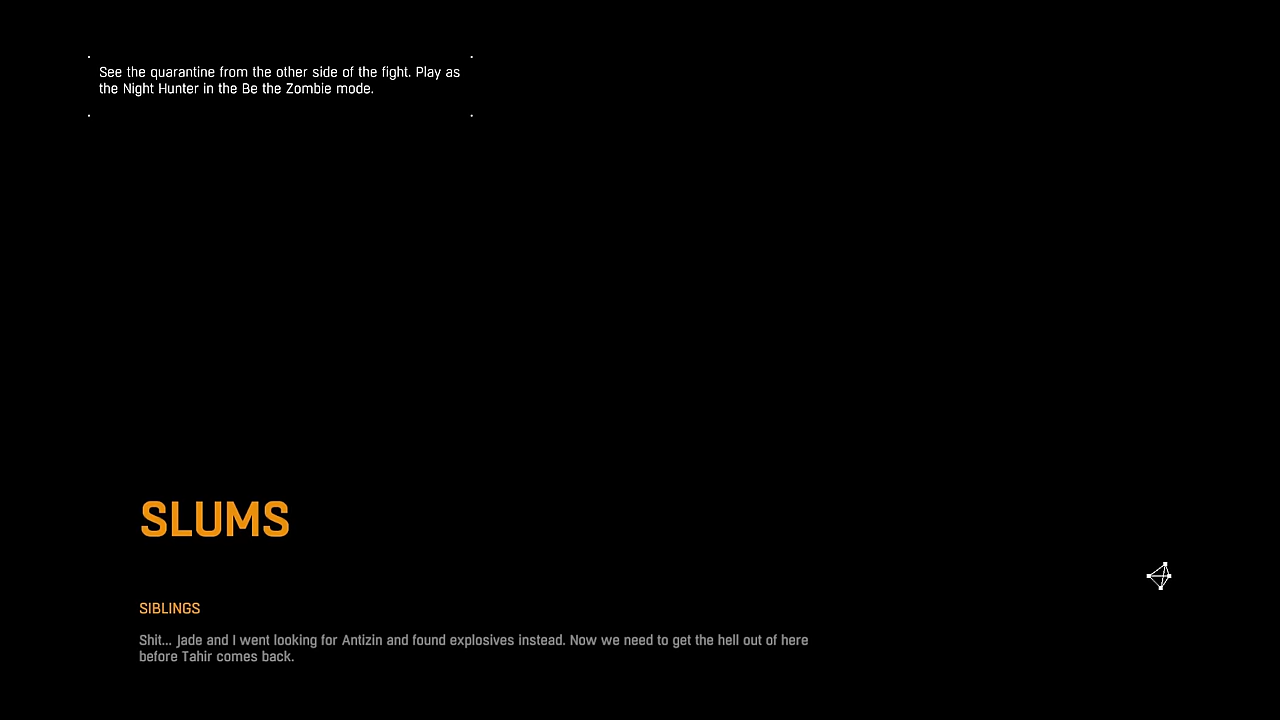 See the quarantine from the other side of the fight. Play as
the Night Hunter in the Be the Zombie mode.
SLUMS
SIBLINGS
Shit... Jade and I went looking for Antizin and found explosives instead. Now we need to get the hell out of here
before Tahir comes back.